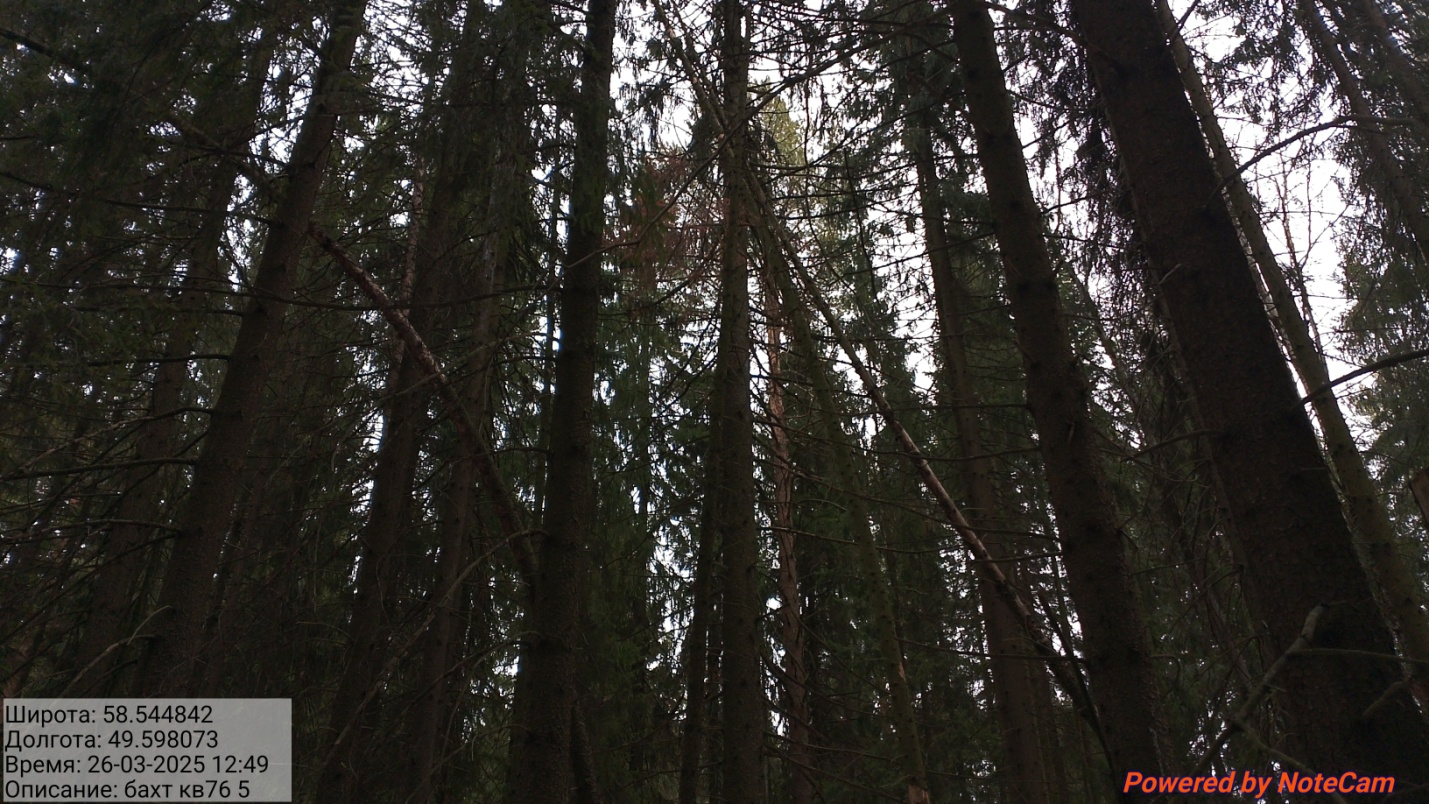 Широта: 58.544842
Долгота: 49.598073
Время: 26-03-2025 12:49
Описание: бахт кв76 5
Powered by NoteCam